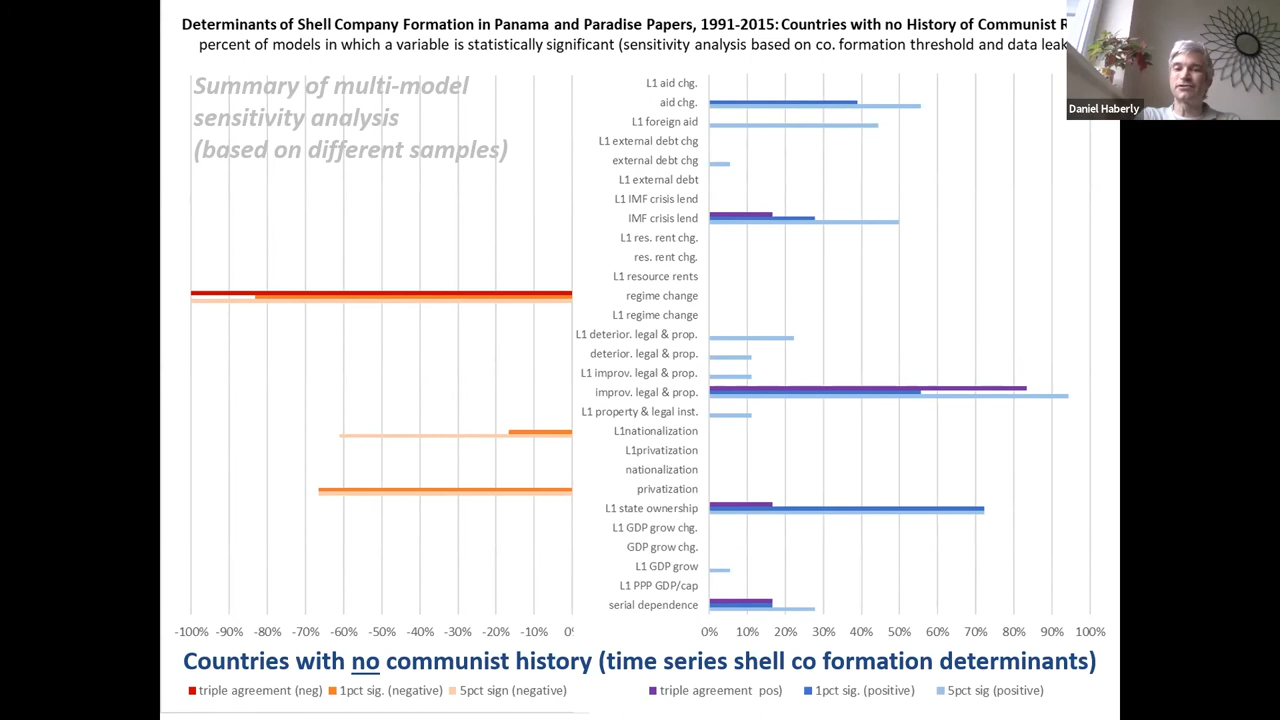 Determinants of Shell Company Formation in Panama and Paradise Papers, 1991-2015: Countries with no History of Communist R
percent of models in which a variable is statistically significant (sensitivity analysis based on co. formation threshold and data leak
Daniel Haberly
Summary of multi-model
sensitivity analysis
(based on different samples)
L1 aid chg.
aid chg.
L1 foreign aid
L1 external debt chg
external debt chg
L1 external debt
L1 IMF crisis lend
IMF crisis lend
L1 res. rent chg.
res. rent chg.
L1 resource rents
regime change
L1 regime change
L1 deterior. legal & prop.
deterior. legal & prop.
L1 improv. legal & prop.
improv. legal & prop.
L1 property & legal inst.
L1nationalization
L1privatization
nationalization
privatization
L1 state ownership
L1 GDP grow chg.
GDP grow chg.
L1 GDP grow
L1 PPP GDP/cap
serial dependence
-100% -90% -80% -70% -60% -50% -40% -30% -20% -10% 0% 0% 10% 20% 30% 40% 50% 60% 70% 80% 90% 100%
Countries with no communist history (time series shell co formation determinants)
triple agreement (neg) 1pct sig. (negative) 5pct sign (negative) triple agreement pos) 1pct sig. (positive) 5pct sig (positive)